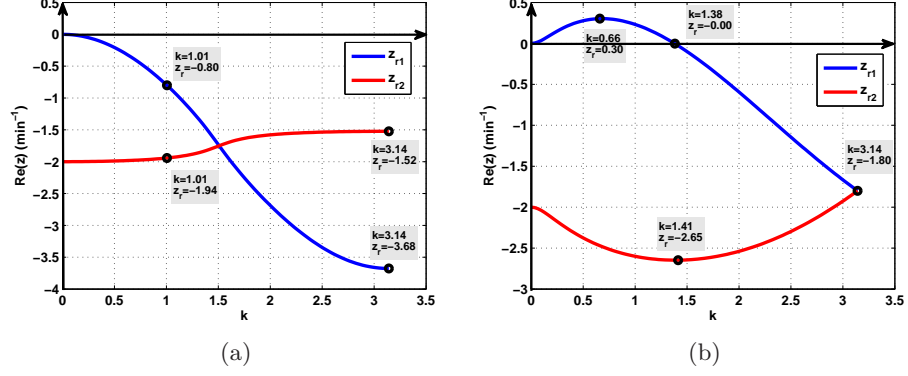 0.5
0
−0.5
−1
−1.5
−2
−2.5
−3
−3.5
−4
Re(z) (min⁻¹)
0
0.5
1
1.5
2
2.5
3
3.5
k
k=1.01
z_r=−0.80
k=1.01
z_r=−1.94
k=3.14
z_r=−1.52
k=3.14
z_r=−3.68
z_r1
z_r2
(a)
0.5
0
−0.5
−1
−1.5
−2
−2.5
−3
Re(z) (min⁻¹)
0
0.5
1
1.5
2
2.5
3
3.5
k
k=0.66
z_r=0.30
k=1.38
z_r=−0.00
k=1.41
z_r=−2.65
k=3.14
z_r=−1.80
z_r1
z_r2
(b)